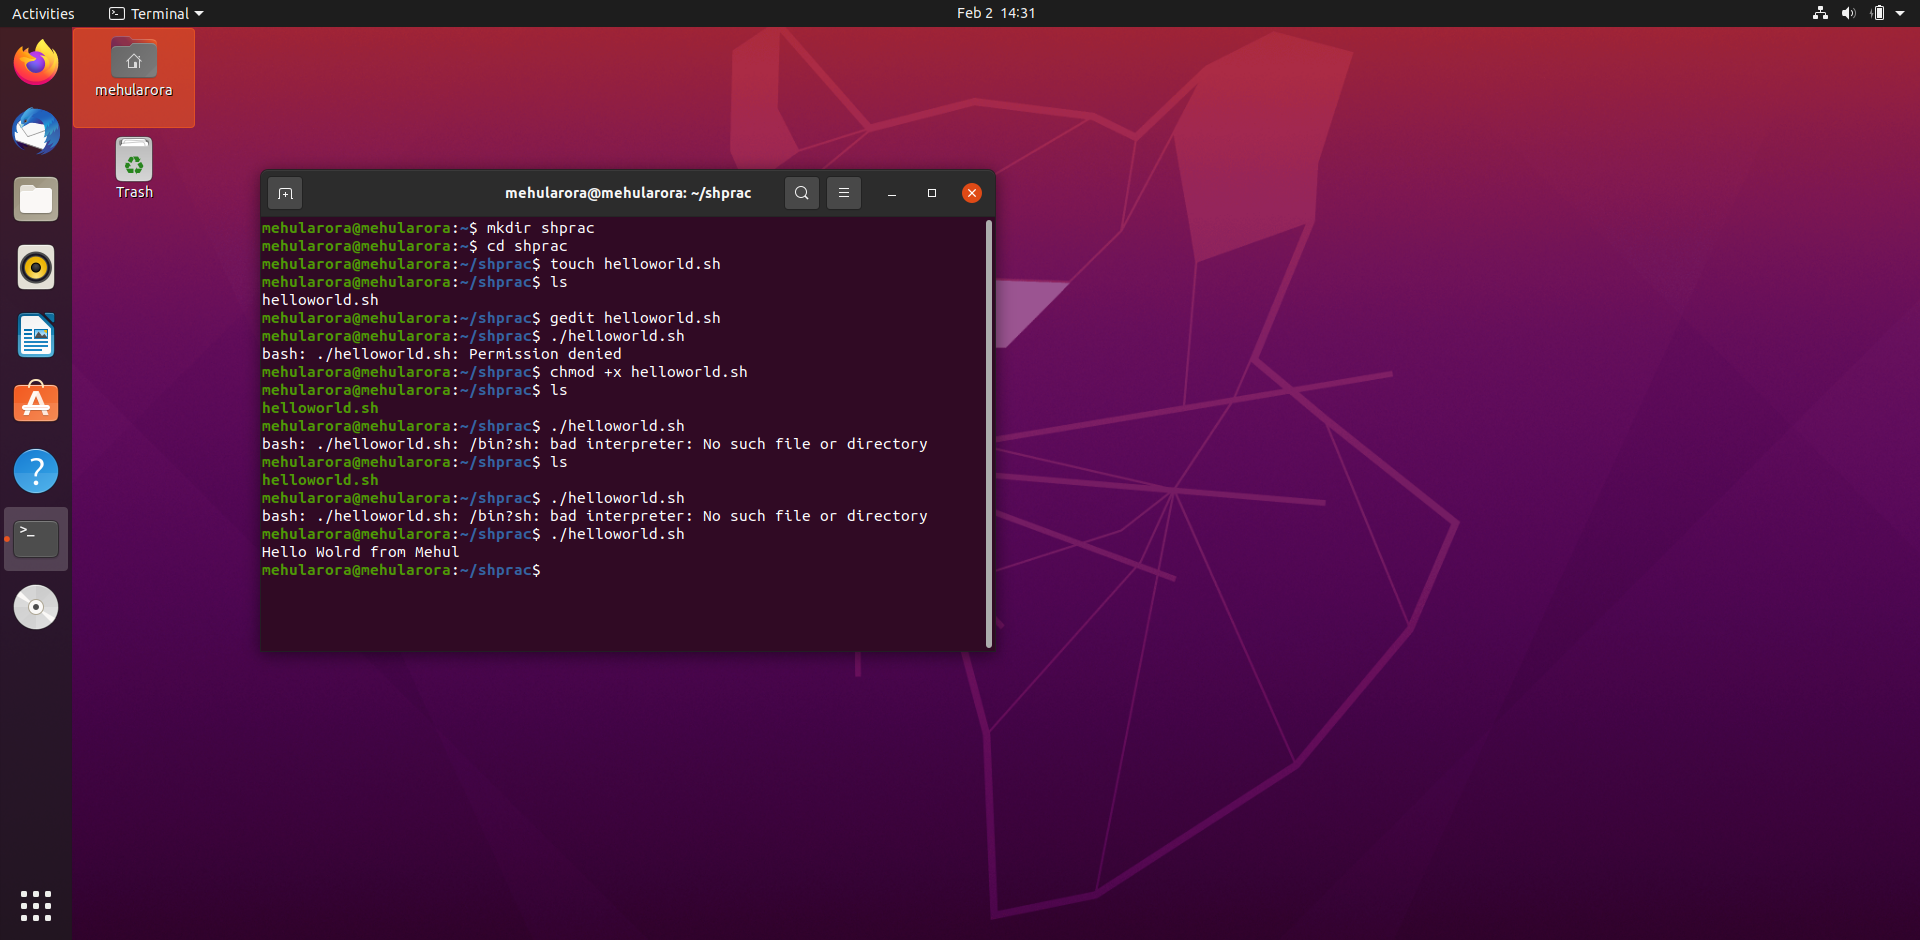 Activities
Terminal
Feb 2 14:31
mehularora
Trash
mehularora@mehularora: ~/shprac
mehularora@mehularora:~$ mkdir shprac
mehularora@mehularora:~$ cd shprac
mehularora@mehularora:~/shprac$ touch helloworld.sh
mehularora@mehularora:~/shprac$ ls
helloworld.sh
mehularora@mehularora:~/shprac$ gedit helloworld.sh
mehularora@mehularora:~/shprac$ ./helloworld.sh
bash: ./helloworld.sh: Permission denied
mehularora@mehularora:~/shprac$ chmod +x helloworld.sh
mehularora@mehularora:~/shprac$ ls
helloworld.sh
mehularora@mehularora:~/shprac$ ./helloworld.sh
bash: ./helloworld.sh: /bin?sh: bad interpreter: No such file or directory
mehularora@mehularora:~/shprac$ ls
helloworld.sh
mehularora@mehularora:~/shprac$ ./helloworld.sh
bash: ./helloworld.sh: /bin?sh: bad interpreter: No such file or directory
mehularora@mehularora:~/shprac$ ./helloworld.sh
Hello Wolrd from Mehul
mehularora@mehularora:~/shprac$